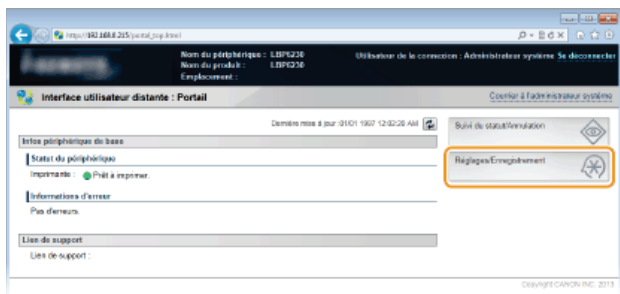 http://192.168.0.215/portal_top.html
Nom du périphérique : LBP6230
Nom du produit : LBP6230
Emplacement :
Utilisateur de la connexion : Administrateur système Se déconnecter
Interface utilisateur distante : Portail
Courrier à l'administrateur système
Dernière mise à jour :01/01 1997 12:02:28 AM
Infos périphérique de base
Statut du périphérique
Imprimante : Prêt à imprimer.
Informations d'erreur
Pas d'erreurs.
Lien de support
Lien de support :
Suivi de statut/Annulation
Réglages/Enregistrement
Copyright CANON INC. 2013